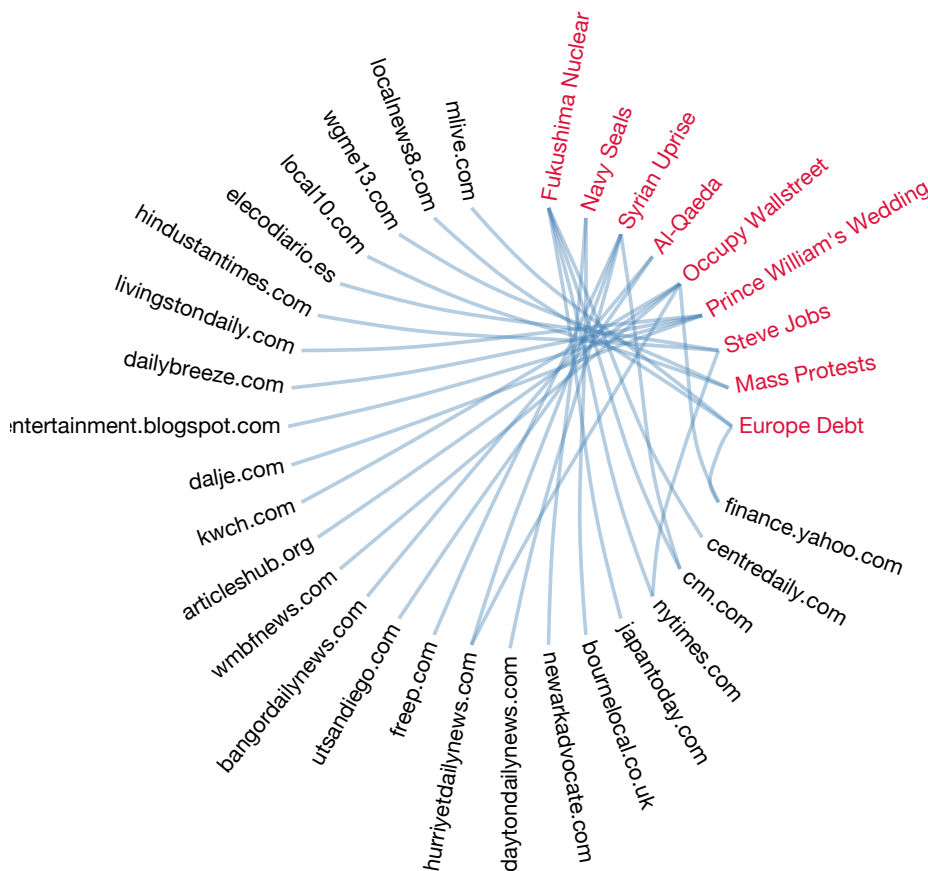 Fukushima Nuclear
Navy Seals
Syrian Uprise
Al-Qaeda
Occupy Wallstreet
Prince William's Wedding
Steve Jobs
Mass Protests
Europe Debt
finance.yahoo.com
centredaily.com
cnn.com
nytimes.com
japantoday.com
bournelocal.co.uk
newarkadvocate.com
daytondailynews.com
hurriyetdailynews.com
freep.com
utsandiego.com
bangordailynews.com
wmbfnews.com
articleshub.org
kwch.com
dalje.com
entertainment.blogspot.com
dailybreeze.com
livingstondaily.com
hindustantimes.com
elecodiario.es
local10.com
wgme13.com
localnews8.com
mlive.com